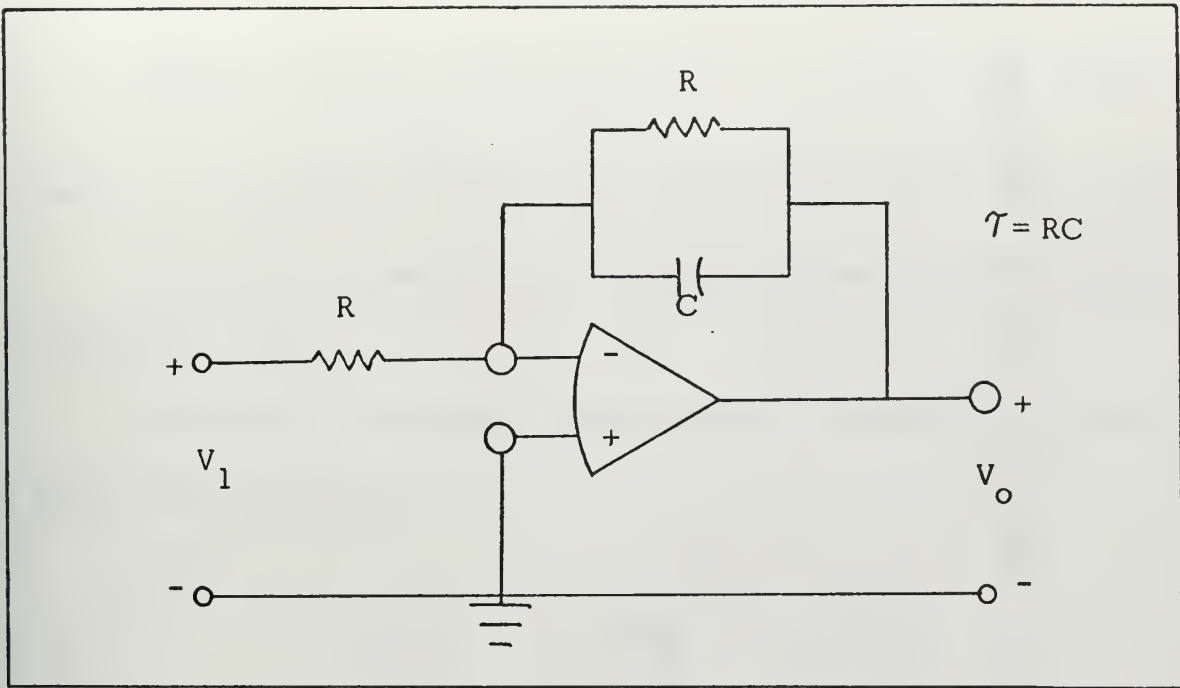 R
τ = RC
C
R
+
-
+
+
V1
Vo
-
-